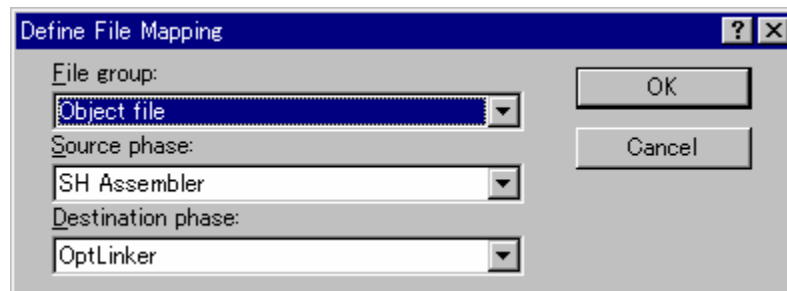 Define File Mapping
File group:
OK
Object file
Source phase:
Cancel
SH Assembler
Destination phase:
OptLinker